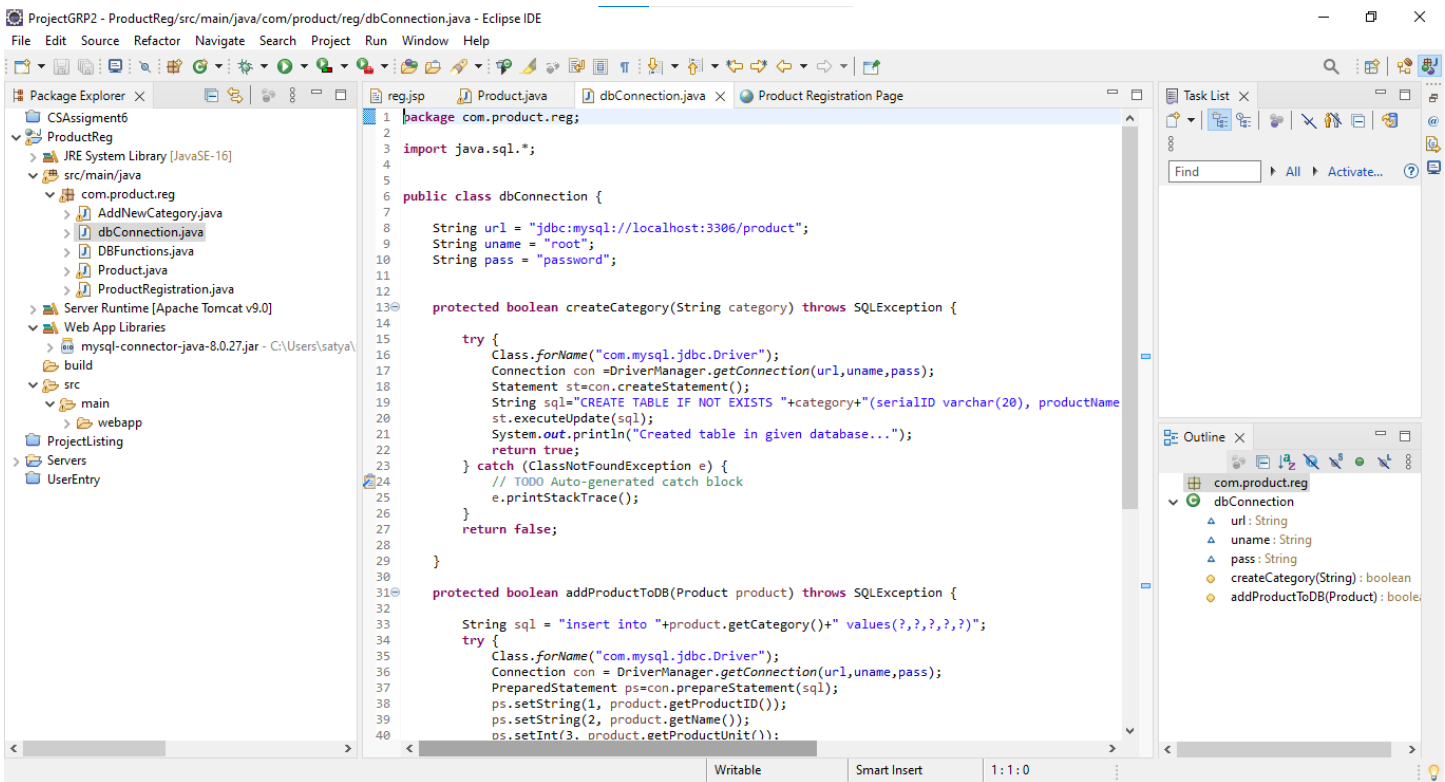 ProjectGRP2 - ProductReg/src/main/java/com/product/reg/dbConnection.java - Eclipse IDE
File Edit Source Refactor Navigate Search Project Run Window Help
Package Explorer
CSAssigment6
ProductReg
JRE System Library [JavaSE-16]
src/main/java
com.product.reg
AddNewCategory.java
dbConnection.java
DBFunctions.java
Product.java
ProductRegistration.java
Server Runtime [Apache Tomcat v9.0]
Web App Libraries
mysql-connector-java-8.0.27.jar - C:\Users\satya\
build
src
main
webapp
ProjectListing
Servers
UserEntry
reg.jsp Product.java dbConnection.java Product Registration Page
1 package com.product.reg;
2
3 import java.sql.*;
4
5
6 public class dbConnection {
7
8 String url = "jdbc:mysql://localhost:3306/product";
9 String uname = "root";
10 String pass = "password";
11
12
13 protected boolean createCategory(String category) throws SQLException {
14
15 try {
16 Class.forName("com.mysql.jdbc.Driver");
17 Connection con =DriverManager.getConnection(url,uname,pass);
18 Statement st=con.createStatement();
19 String sql="CREATE TABLE IF NOT EXISTS "+category+"(serialID varchar(20), productName
20 st.executeUpdate(sql);
21 System.out.println("Created table in given database...");
22 return true;
23 } catch (ClassNotFoundException e) {
24 // TODO Auto-generated catch block
25 e.printStackTrace();
26 }
27 return false;
28
29 }
30
31 protected boolean addProductToDB(Product product) throws SQLException {
32
33 String sql = "insert into "+product.getCategory()+" values(?,?,?,?,?)";
34 try {
35 Class.forName("com.mysql.jdbc.Driver");
36 Connection con = DriverManager.getConnection(url,uname,pass);
37 PreparedStatement ps=con.prepareStatement(sql);
38 ps.setString(1, product.getProductID());
39 ps.setString(2, product.getName());
40 ps.setInt(3, product.getProductUnit());
Task List
Find All Activate...
Outline
com.product.reg
dbConnection
url : String
uname : String
pass : String
createCategory(String) : boolean
addProductToDB(Product) : boolea
Writable Smart Insert 1 : 1 : 0